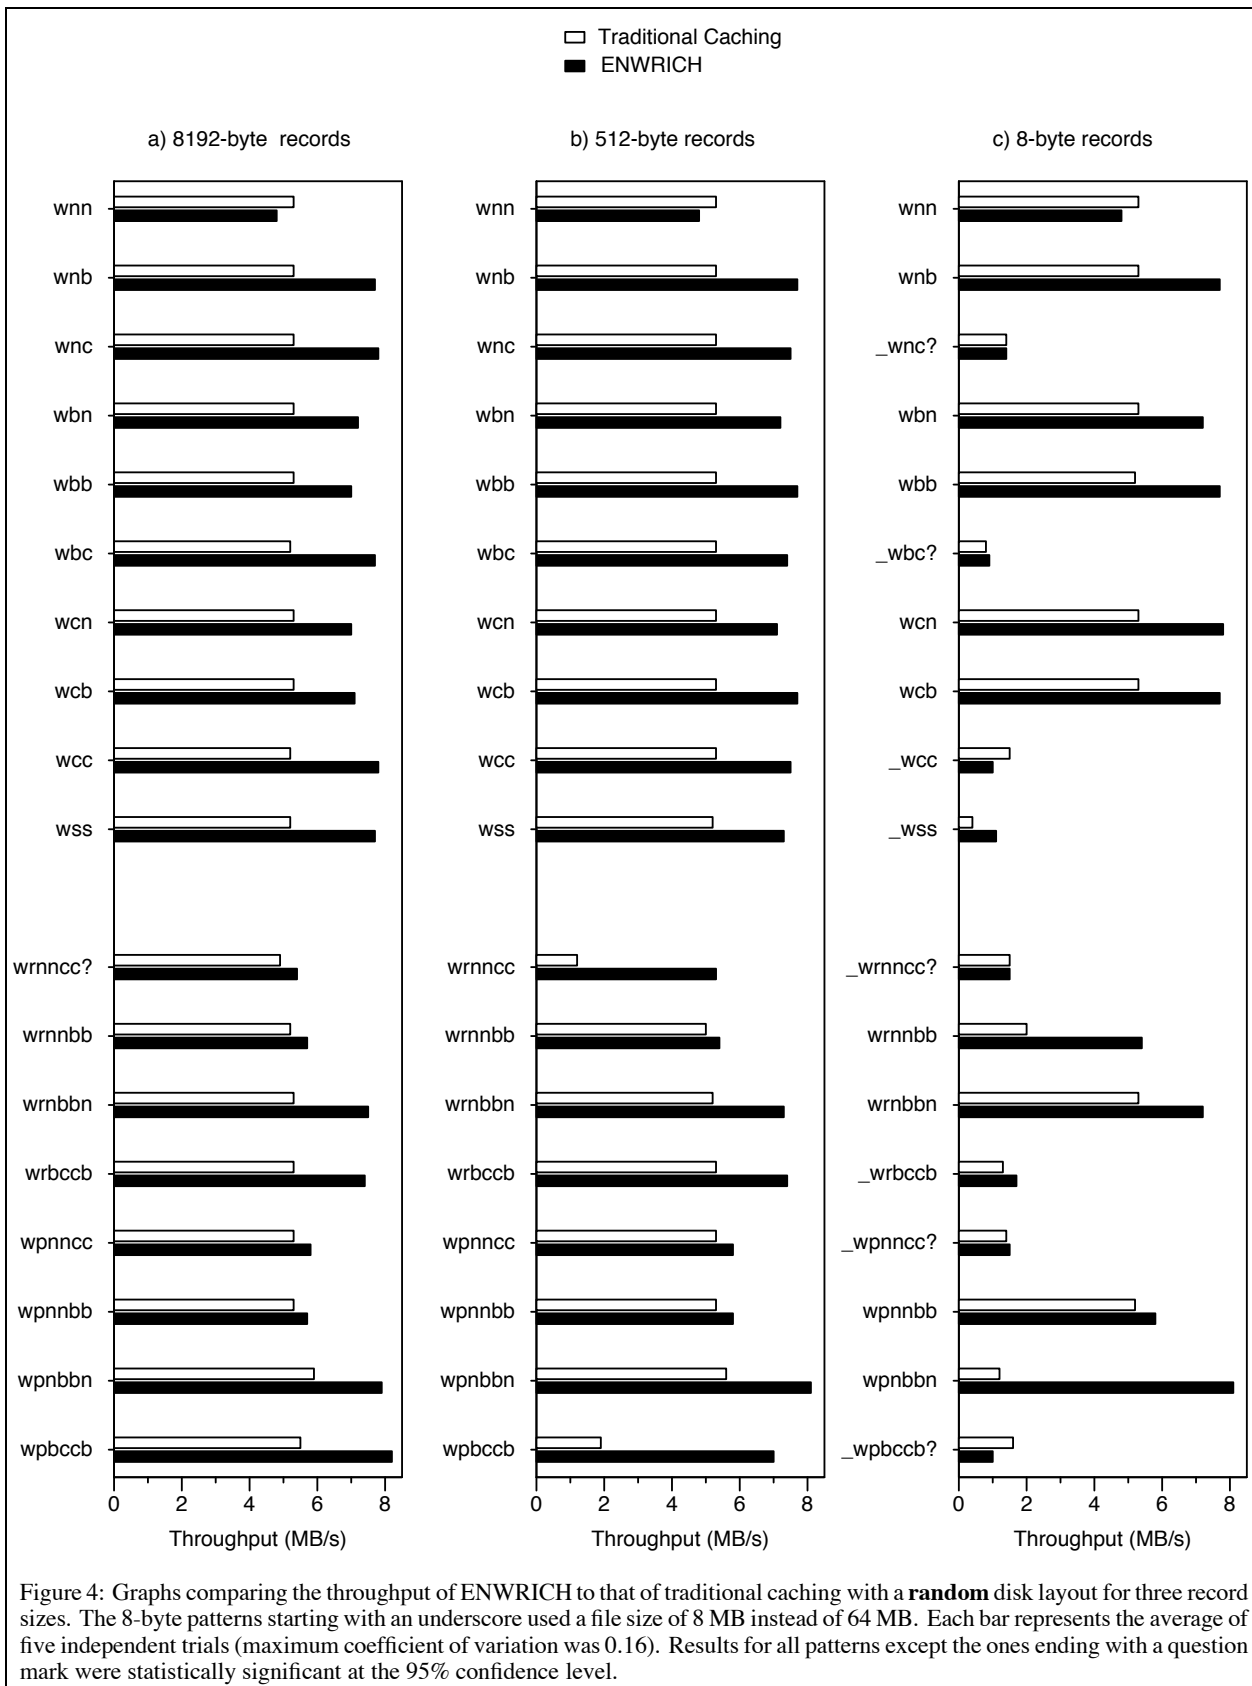 Traditional Caching
ENWRICH
a) 8192-byte records
wnn
wnb
wnc
wbn
wbb
wbc
wcn
wcb
wcc
wss
wrnncc?
wrnnbb
wrnbbn
wrbccb
wpnncc
wpnnbb
wpnbbn
wpbccb
0 2 4 6 8
Throughput (MB/s)
b) 512-byte records
wnn
wnb
wnc
wbn
wbb
wbc
wcn
wcb
wcc
wss
wrnncc
wrnnbb
wrnbbn
wrbccb
wpnncc
wpnnbb
wpnbbn
wpbccb
0 2 4 6 8
Throughput (MB/s)
c) 8-byte records
wnn
wnb
_wnc?
wbn
wbb
_wbc?
wcn
wcb
_wcc
_wss
_wrnncc?
wrnnbb
wrnbbn
_wrbccb
_wpnncc?
wpnnbb
wpnbbn
_wpbccb?
0 2 4 6 8
Throughput (MB/s)
Figure 4: Graphs comparing the throughput of ENWRICH to that of traditional caching with a random disk layout for three record
sizes. The 8-byte patterns starting with an underscore used a file size of 8 MB instead of 64 MB. Each bar represents the average of
five independent trials (maximum coefficient of variation was 0.16). Results for all patterns except the ones ending with a question
mark were statistically significant at the 95% confidence level.